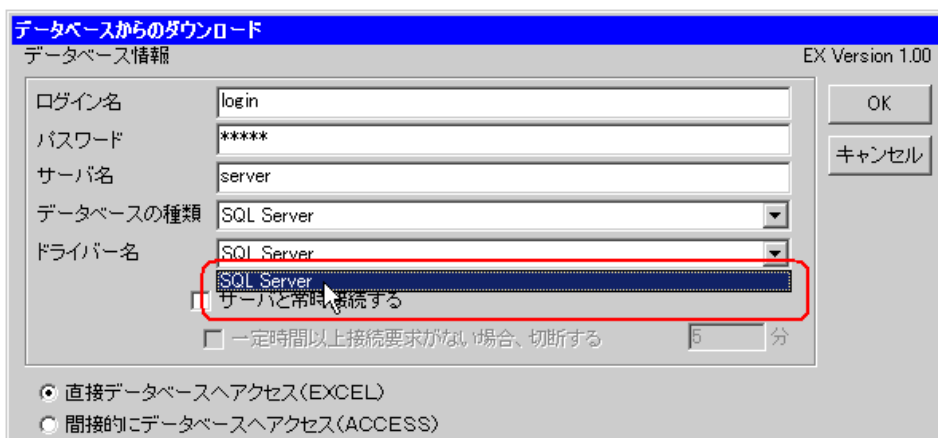 データベースからのダウンロード
データベース情報 EX Version 1.00
ログイン名 login OK
パスワード *****
キャンセル
サーバ名 server
データベースの種類 SQL Server
ドライバー名 SQL Server
SQL Server
サーバと常時接続する
一定時間以上接続要求がない場合、切断する 5 分
直接データベースへアクセス(EXCEL)
間接的にデータベースへアクセス(ACCESS)